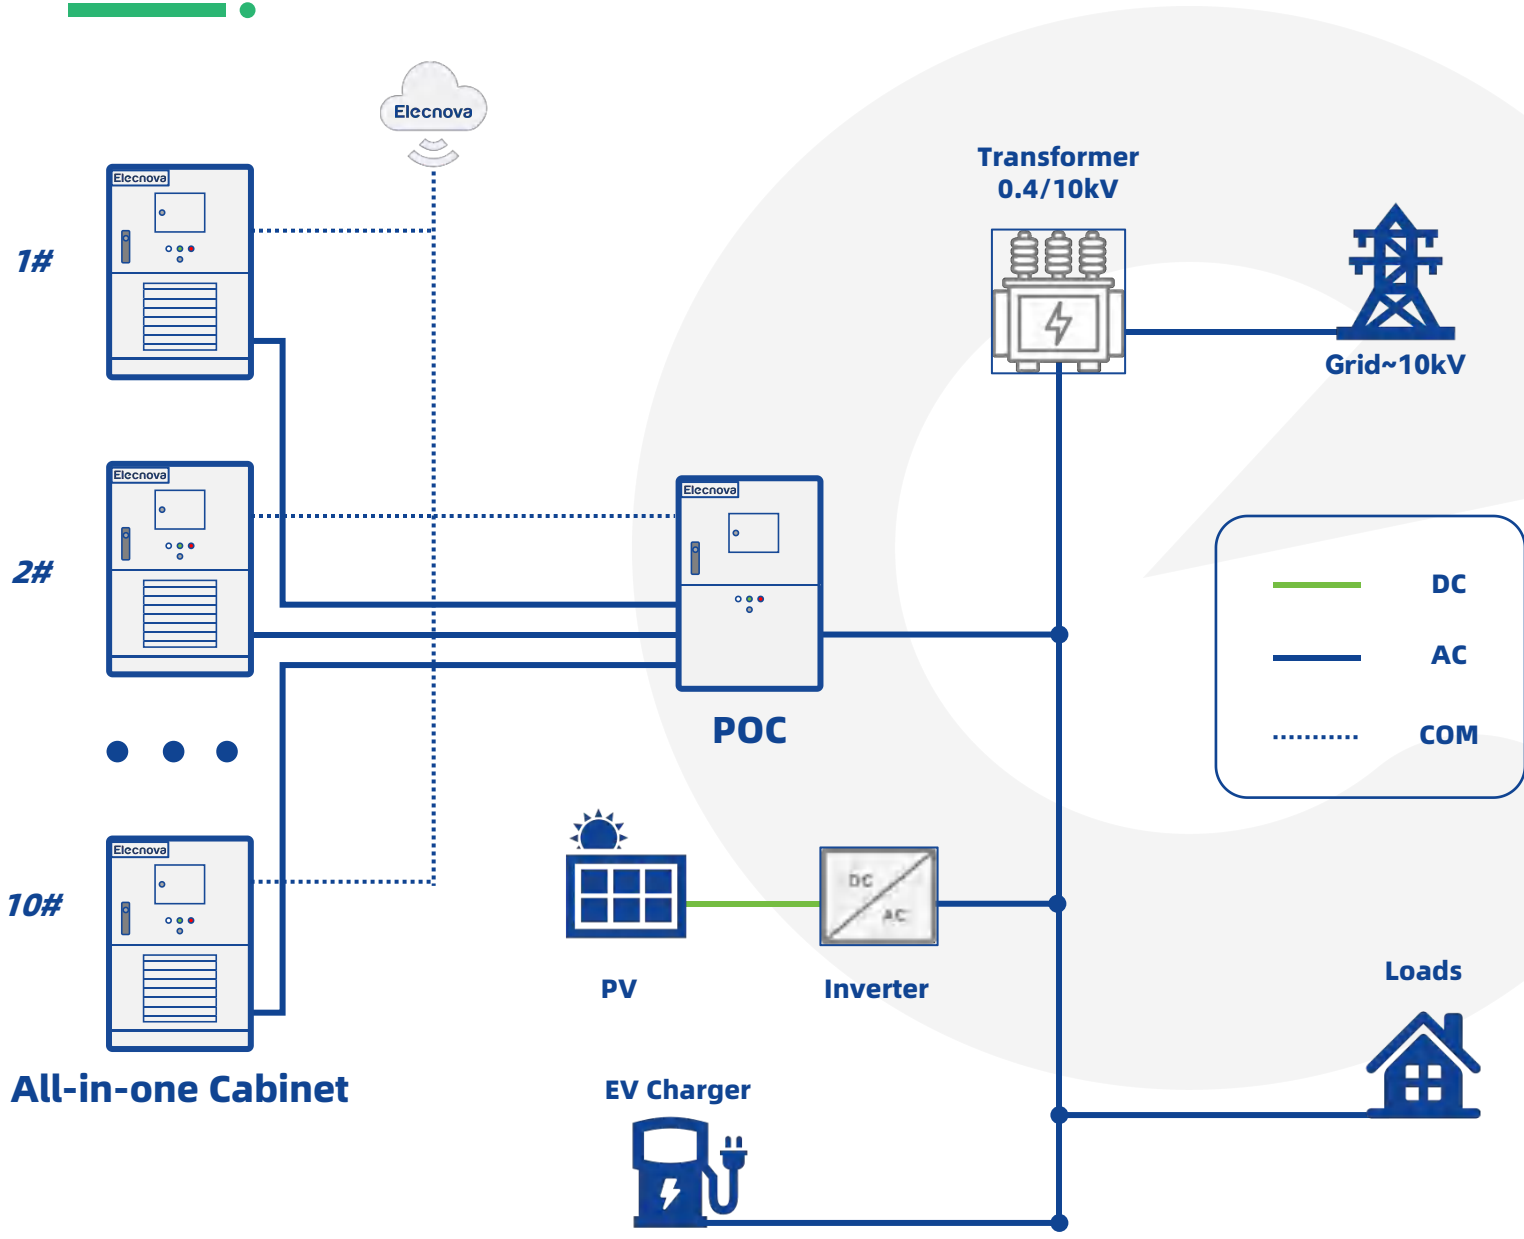 Elecnova
Transformer
0.4/10kV
Elecnova
1#
Grid~10kV
Elecnova
2#
Elecnova
POC
DC
AC
COM
Elecnova
10#
DC
AC
PV
Inverter
Loads
All-in-one Cabinet
EV Charger